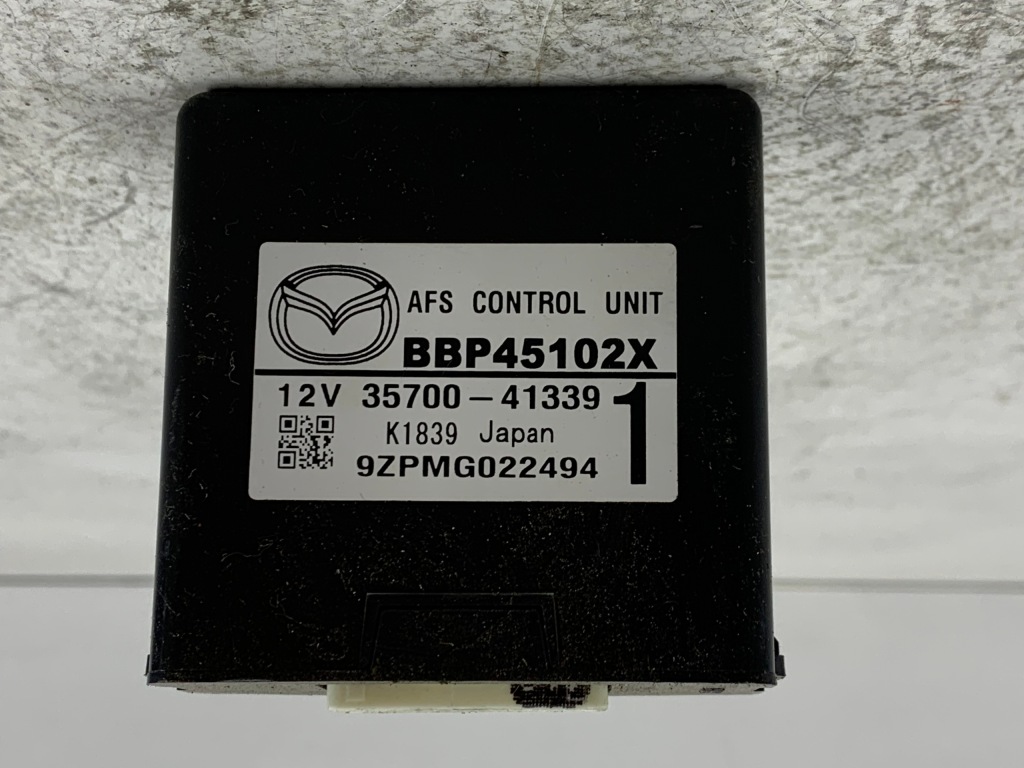 AFS CONTROL UNIT
BBP45102X
12V 35700-41339
1
K1839 Japan
9ZPMG022494